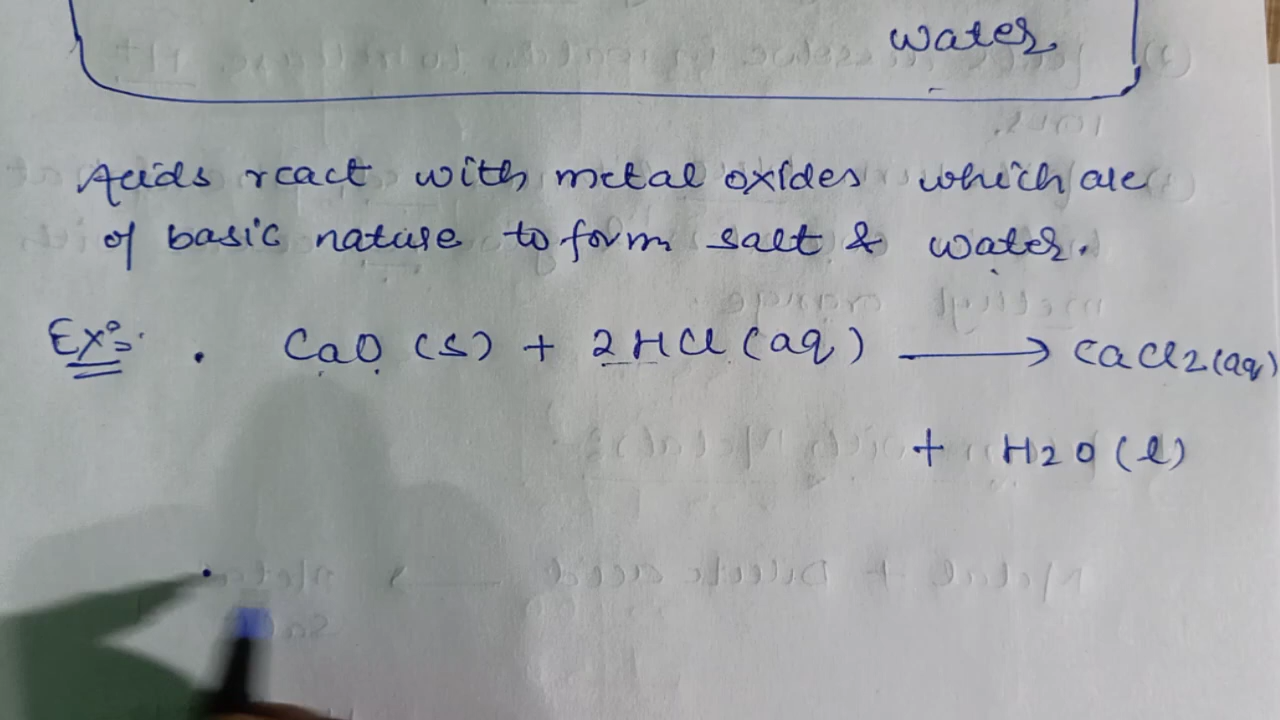 water
Acids react with metal oxides which are
of basic nature to form salt & water.
Ex:- . CaO (s) + 2HCl (aq) → CaCl2 (aq)
+ H2O (l)